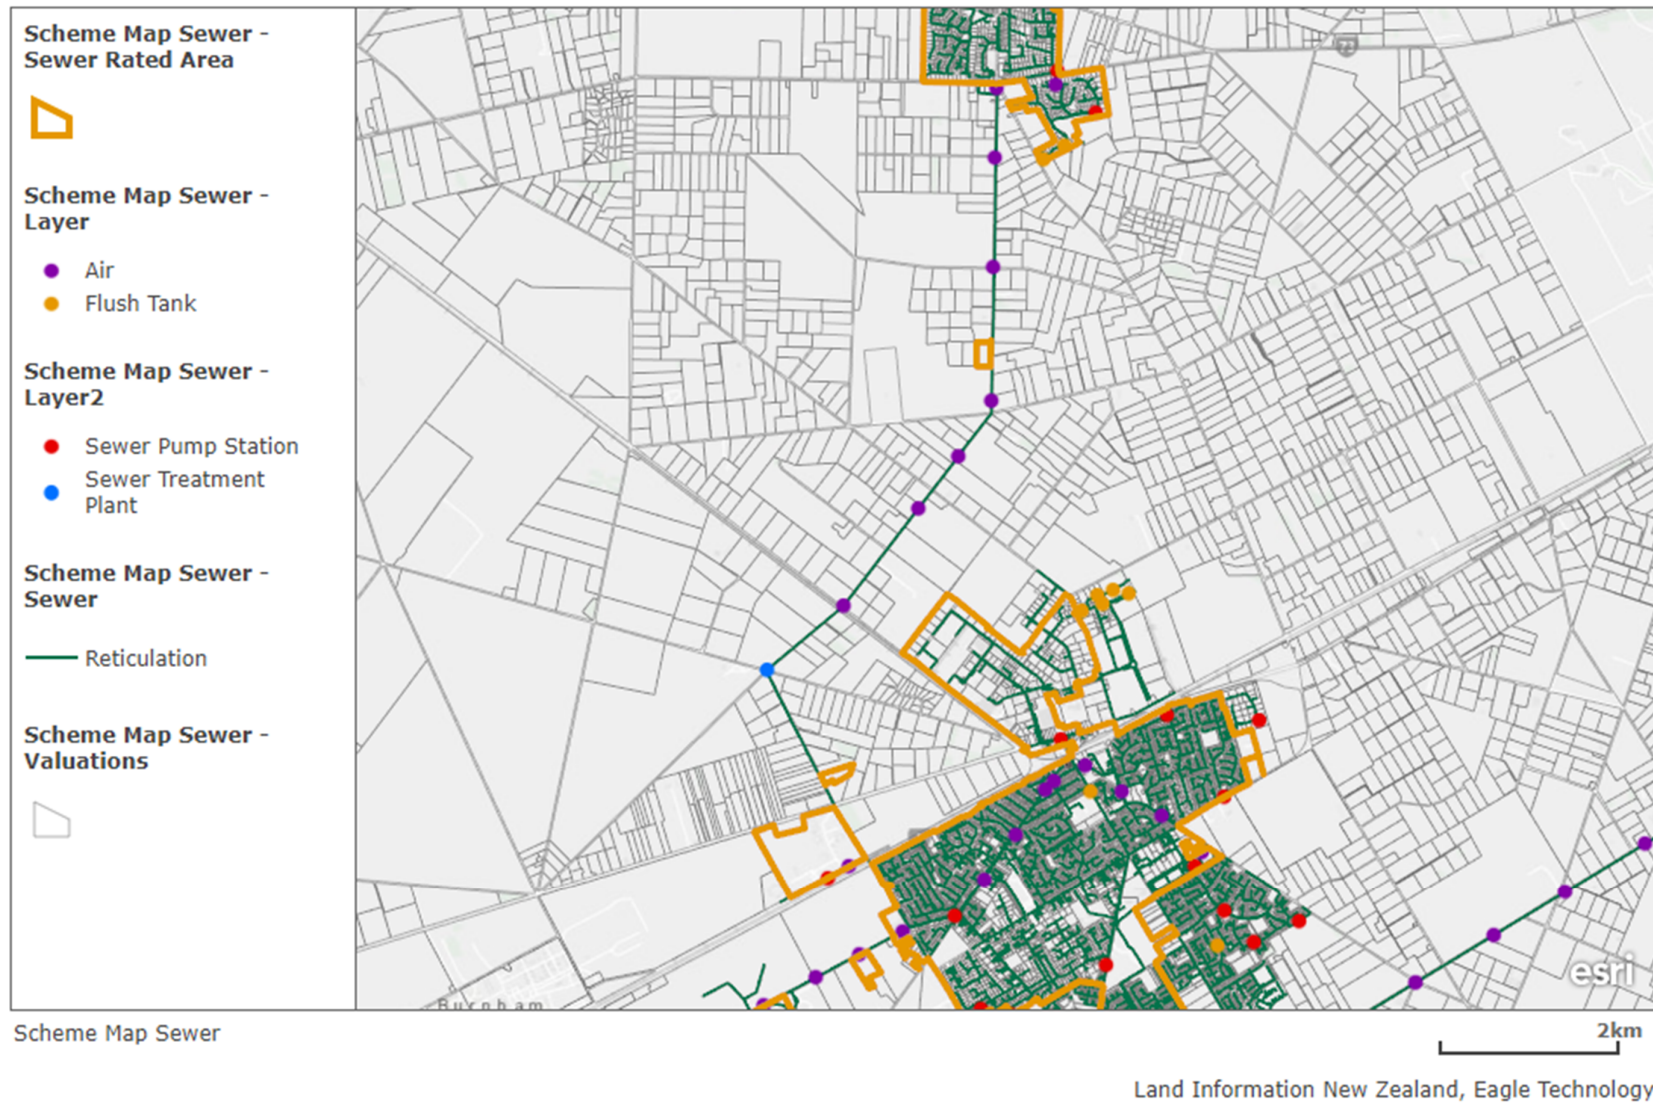 Scheme Map Sewer -
Sewer Rated Area
Scheme Map Sewer -
Layer
Air
Flush Tank
Scheme Map Sewer -
Layer2
Sewer Pump Station
Sewer Treatment
Plant
Scheme Map Sewer -
Sewer
Reticulation
Scheme Map Sewer -
Valuations
Burnham
esri
Scheme Map Sewer
2km
Land Information New Zealand, Eagle Technology